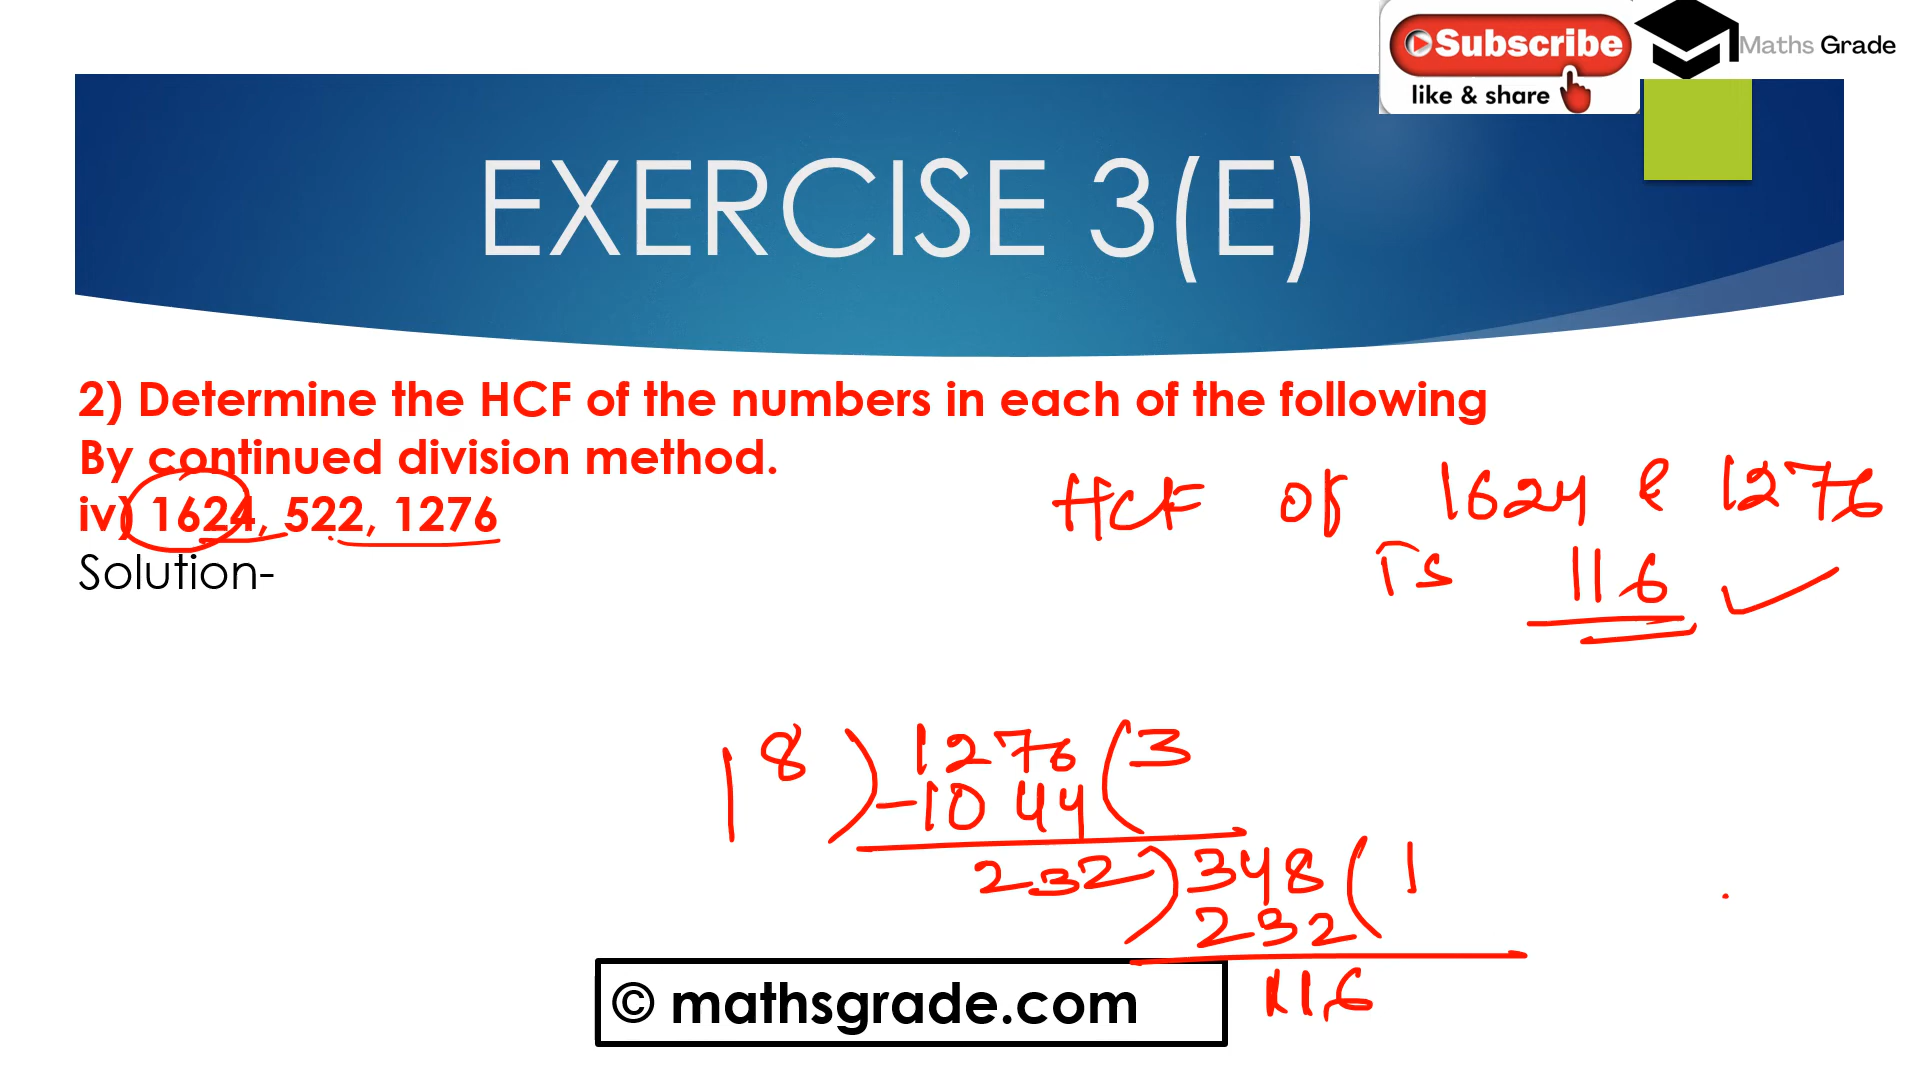 Subscribe
like & share
Maths Grade
EXERCISE 3(E)
2) Determine the HCF of the numbers in each of the following
By continued division method.
iv) 1624, 522, 1276
Solution-
HCF of 1624 & 1276
is 116
1 8 ) 1276 ( 3
-1044
232 ) 348 ( 1
232
116
© mathsgrade.com